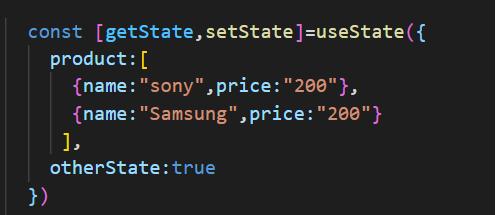 const [getState,setState]=useState({
product:[
{name:"sony",price:"200"},
{name:"Samsung",price:"200"}
],
otherState:true
})